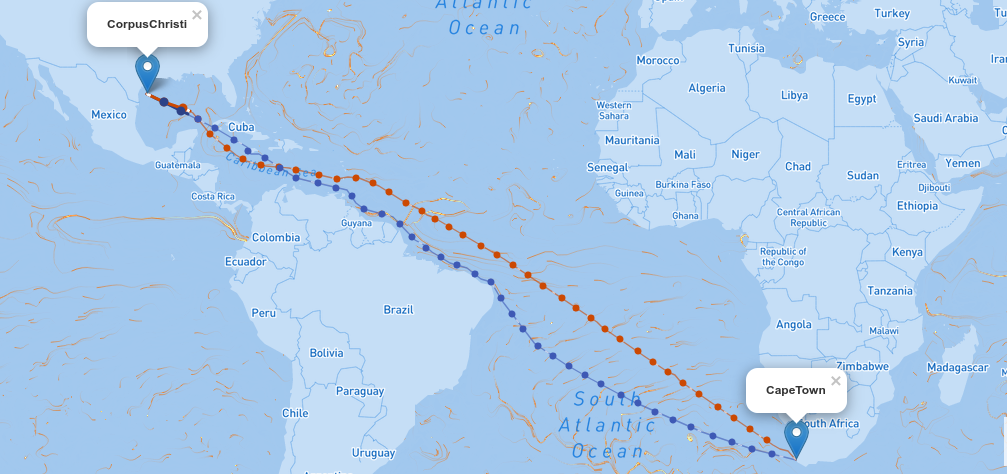 Atlantic
Ocean
CorpusChristi
×
Greece
Turkey
Tunisia
Syria
Morocco
Algeria
Libya
Egypt
Kuwait
Western
Sahara
Saudi Arabia
Mexico
Cuba
Mauritania
Mali
Niger
Chad
Sudan
Eritrea
Yemen
Guatemala
Caribbean Sea
Senegal
Guinea
Burkina Faso
Djibouti
Ethiopia
Costa Rica
Ghana
Central African
Republic
Guyana
Colombia
Republic of
the Congo
Kenya
Ecuador
Tanzania
Peru
Brazil
Angola
Malawi
Bolivia
Zimbabwe
Madagascar
CapeTown
×
Paraguay
South
Atlantic
Ocean
Chile
South Africa
Uruguay